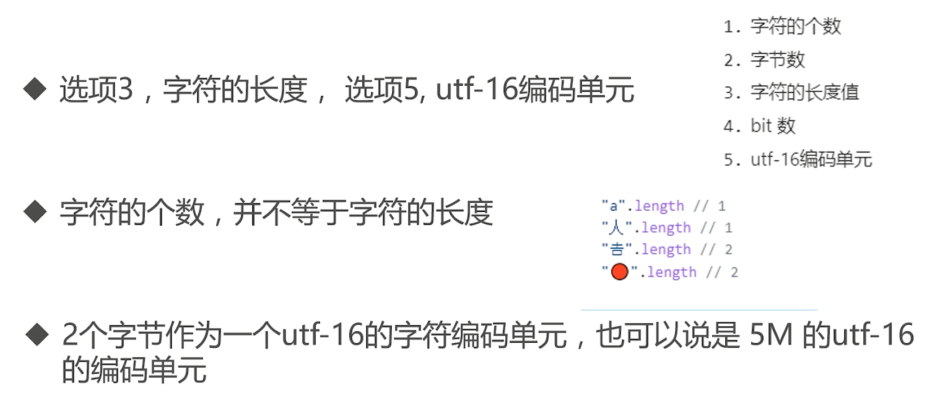 1. 字符的个数
2. 字节数
3. 字符的长度值
4. bit 数
5. utf-16编码单元
◆ 选项3，字符的长度， 选项5, utf-16编码单元
◆ 字符的个数，并不等于字符的长度
"a".length // 1
"人".length // 1
"𠮷".length // 2
"🔴".length // 2
◆ 2个字节作为一个utf-16的字符编码单元，也可以说是 5M 的utf-16
的编码单元